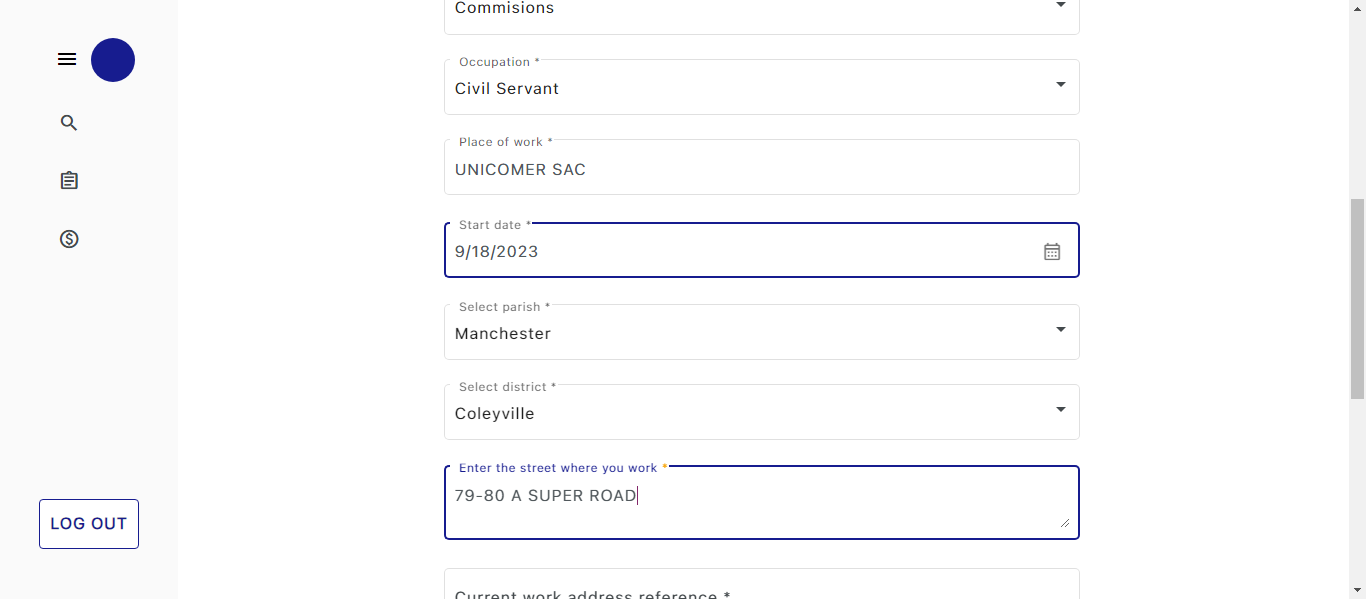 Commisions
Occupation *
Civil Servant
Place of work *
UNICOMER SAC
Start date *
9/18/2023
Select parish *
Manchester
Select district *
Coleyville
Enter the street where you work *
79-80 A SUPER ROAD
Current work address reference *
LOG OUT